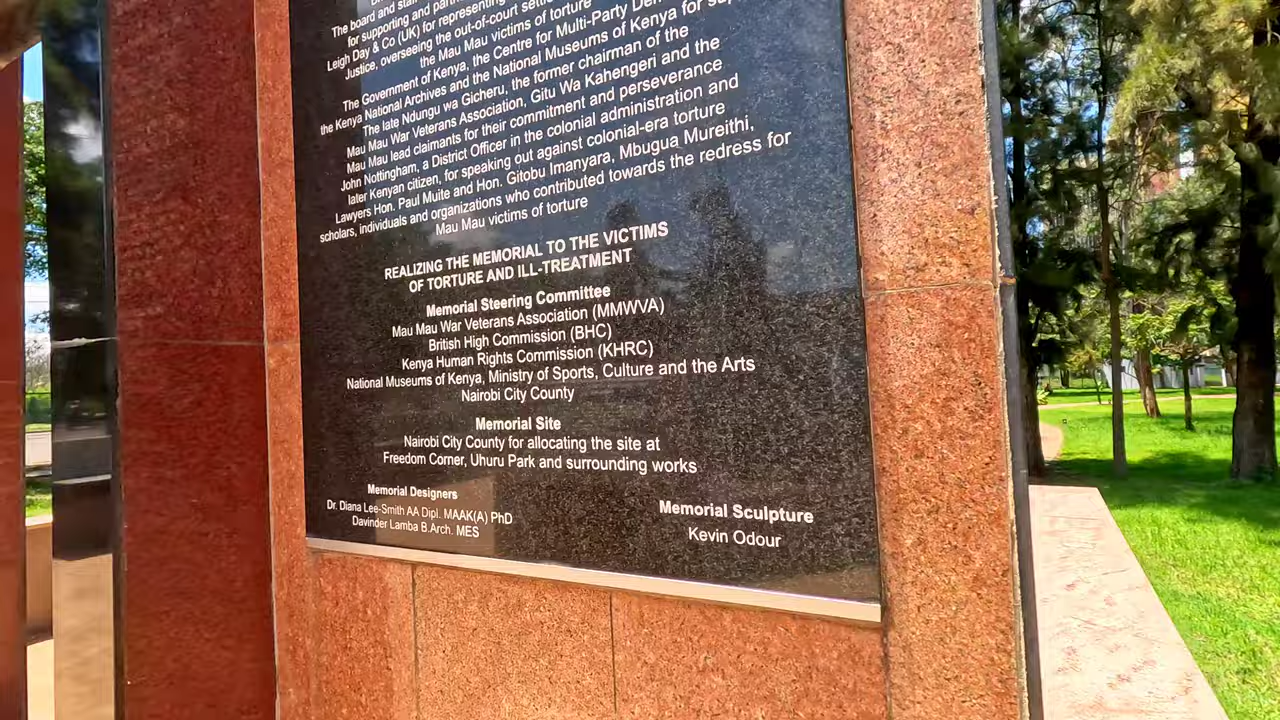 The board and staff
for supporting and
Leigh Day & Co (UK) for representing
Justice, overseeing the out-of-court
the Mau Mau victims of torture
The Government of Kenya, the Centre for Multi-Party
the Kenya National Archives and the National Museums of Kenya for
The late Ndungu wa Gicheru, the former chairman of the
Mau Mau War Veterans Association, Gitu Wa Kahengeri and the
Mau Mau lead claimants for their commitment and perseverance
John Nottingham, a District Officer in the colonial administration and
later Kenyan citizen, for speaking out against colonial-era torture
Lawyers Hon. Paul Muite and Hon. Gitobu Imanyara, Mbugua Mureithi,
scholars, individuals and organizations who contributed towards the redress for
Mau Mau victims of torture
REALIZING THE MEMORIAL TO THE VICTIMS
OF TORTURE AND ILL-TREATMENT
Memorial Steering Committee
Mau Mau War Veterans Association (MMWVA)
British High Commission (BHC)
Kenya Human Rights Commission (KHRC)
National Museums of Kenya, Ministry of Sports, Culture and the Arts
Nairobi City County
Memorial Site
Nairobi City County for allocating the site at
Freedom Corner, Uhuru Park and surrounding works
Memorial Designers
Dr. Diana Lee-Smith AA Dipl. MAAK(A) PhD
Davinder Lamba B.Arch. MES
Memorial Sculpture
Kevin Odour